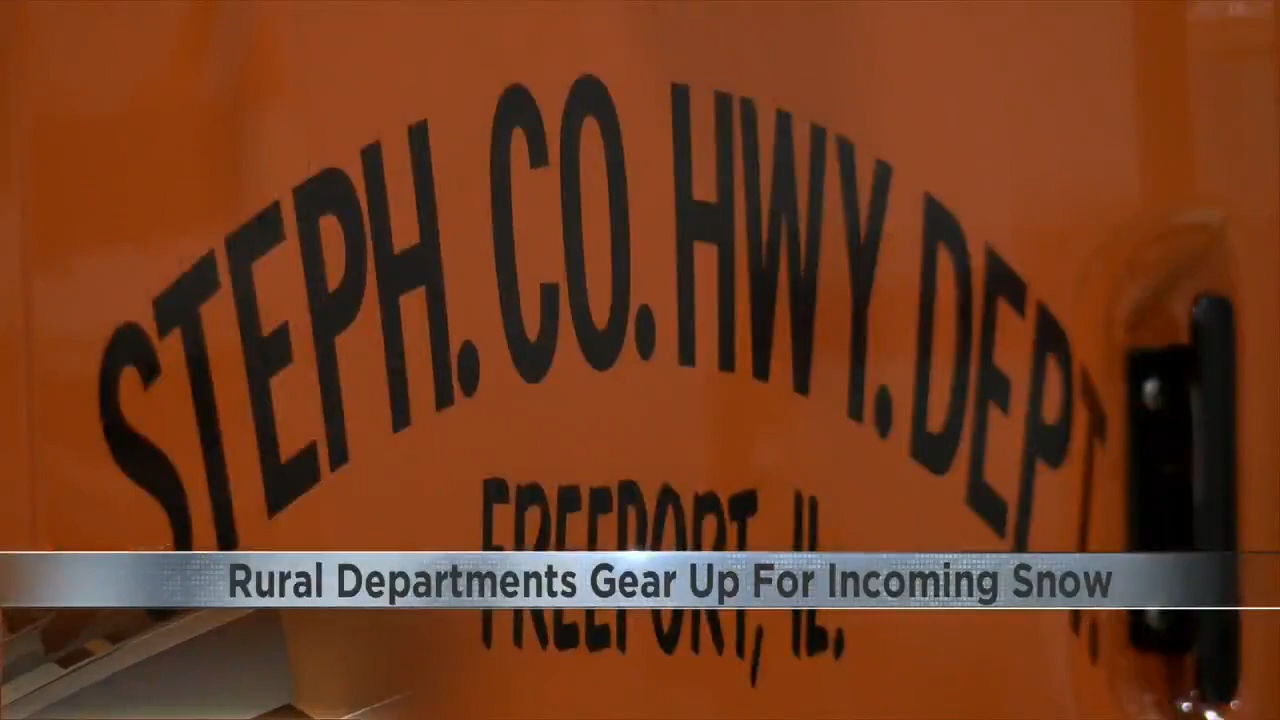 STEPH. CO. HWY. DEPT.
FREEPORT, IL.
Rural Departments Gear Up For Incoming Snow